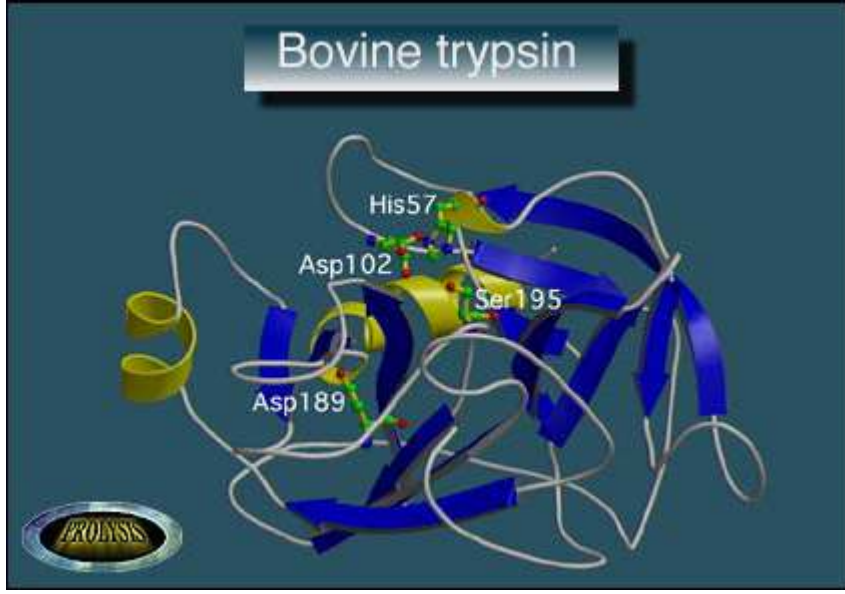 Bovine trypsin
His57
Asp102
Ser195
Asp189
PROLYSIS